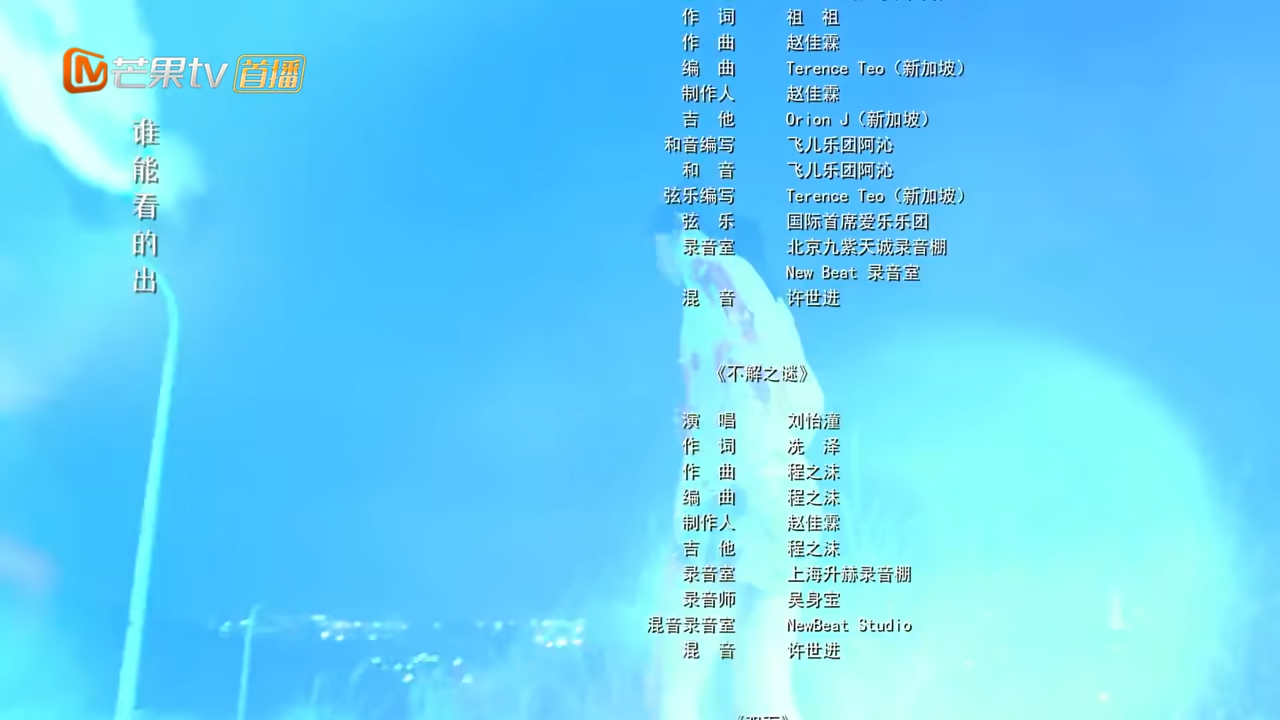 芒果tv 首播
谁能看的出
作 词 祖 祖
作 曲 赵佳霖
编 曲 Terence Teo（新加坡）
制作人 赵佳霖
吉 他 Orion J（新加坡）
和音编写 飞儿乐团阿沁
和 音 飞儿乐团阿沁
弦乐编写 Terence Teo（新加坡）
弦 乐 国际首席爱乐乐团
录音室 北京九紫天诚录音棚
New Beat 录音室
混 音 许世进
《不解之谜》
演 唱 刘怡潼
作 词 冼 泽
作 曲 程之沫
编 曲 程之沫
制作人 赵佳霖
吉 他 程之沫
录音室 上海升赫录音棚
录音师 吴身宝
混音录音室 NewBeat Studio
混 音 许世进